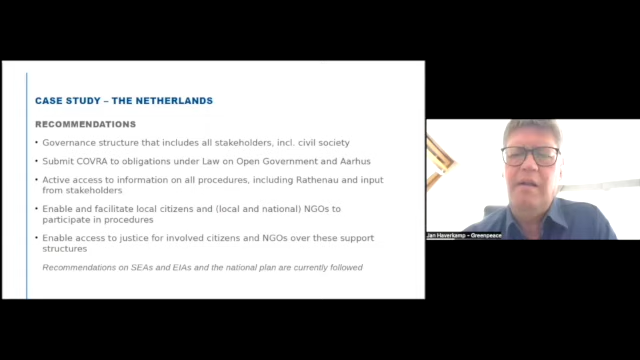 CASE STUDY – THE NETHERLANDS
RECOMMENDATIONS
• Governance structure that includes all stakeholders, incl. civil society
• Submit COVRA to obligations under Law on Open Government and Aarhus
• Active access to information on all procedures, including Rathenau and input
from stakeholders
• Enable and facilitate local citizens and (local and national) NGOs to
participate in procedures
• Enable access to justice for involved citizens and NGOs over these support
structures
Recommendations on SEAs and EIAs and the national plan are currently followed
Jan Haverkamp – Greenpeace